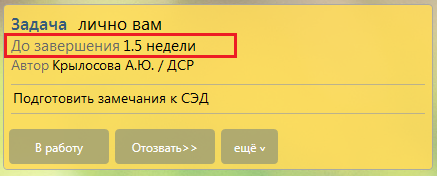 Задача лично вам
До завершения 1.5 недели
Автор Крылосова А.Ю. / ДСР
Подготовить замечания к СЭД
В работу Отозвать>> ещё v